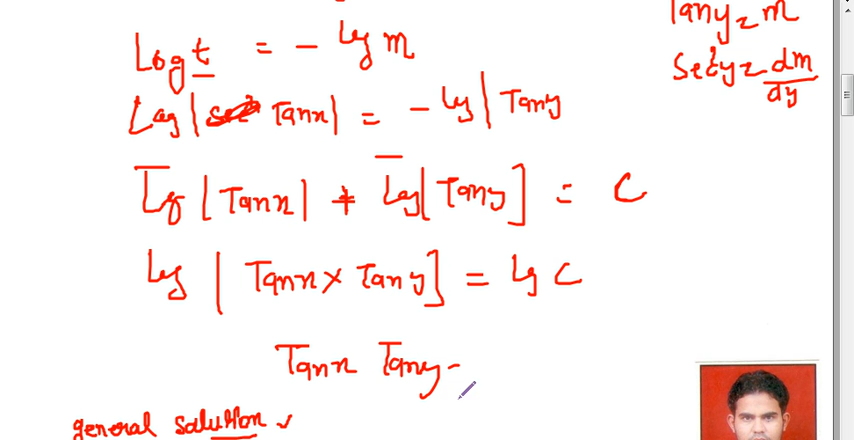 Tany = m
Log t = - log m
Sec²y = dm/dy
Log | Tanx | = - log | Tany
Log | Tanx | + Log | Tany ] = C
log | Tanx × Tany ] = log C
Tanx Tany -
general solution ✓